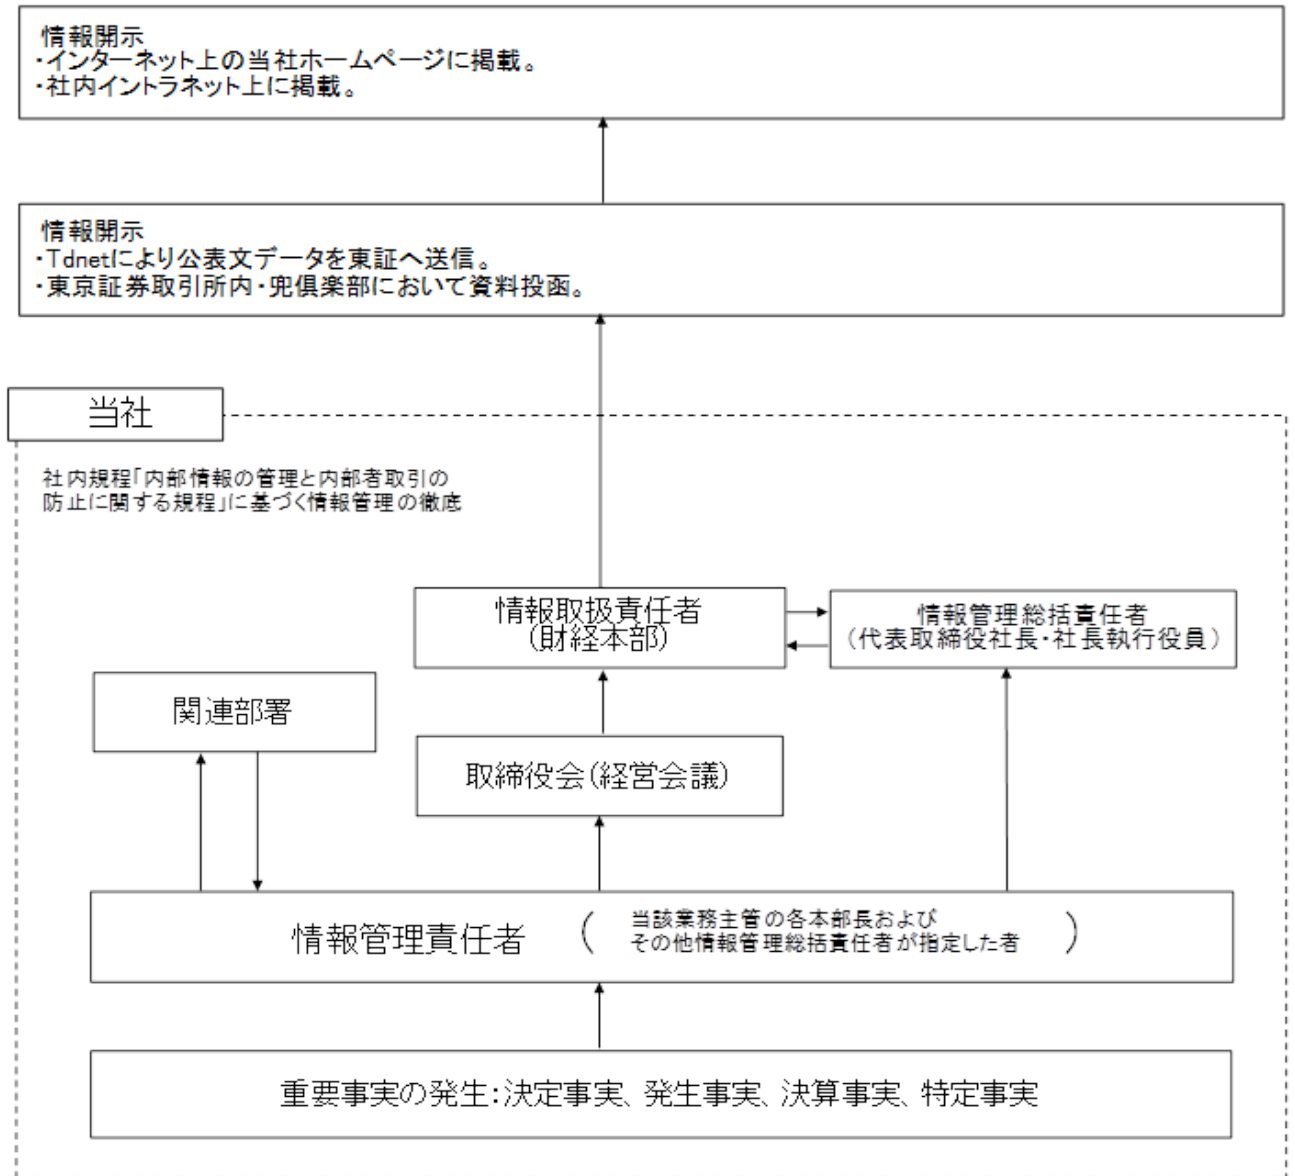 情報開示
・インターネット上の当社ホームページに掲載。
・社内イントラネット上に掲載。
情報開示
・Tdnetにより公表文データを東証へ送信。
・東京証券取引所内・兜倶楽部において資料投函。
当社
社内規程「内部情報の管理と内部者取引の
防止に関する規程」に基づく情報管理の徹底
情報取扱責任者
(財経本部)
情報管理総括責任者
(代表取締役社長・社長執行役員)
関連部署
取締役会(経営会議)
情報管理責任者
( 当該業務主管の各本部長および
その他情報管理総括責任者が指定した者 )
重要事実の発生:決定事実、発生事実、決算事実、特定事実